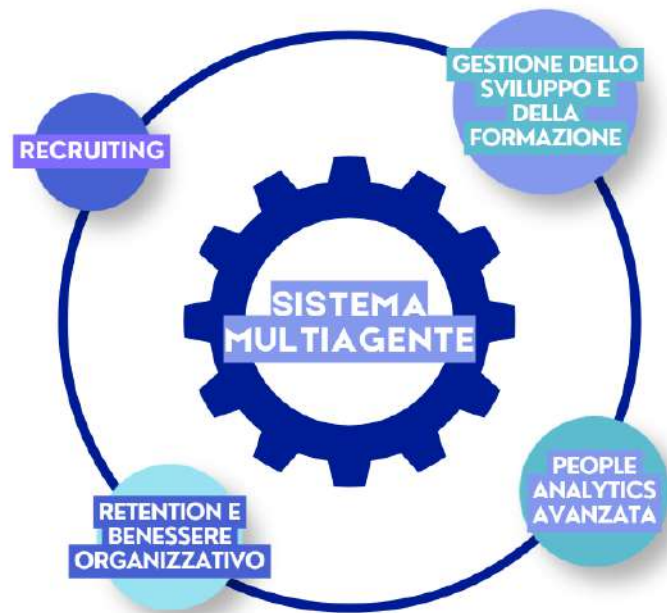 GESTIONE DELLO
SVILUPPO E
DELLA
FORMAZIONE
RECRUITING
SISTEMA
MULTIAGENTE
PEOPLE
ANALYTICS
AVANZATA
RETENTION E
BENESSERE
ORGANIZZATIVO